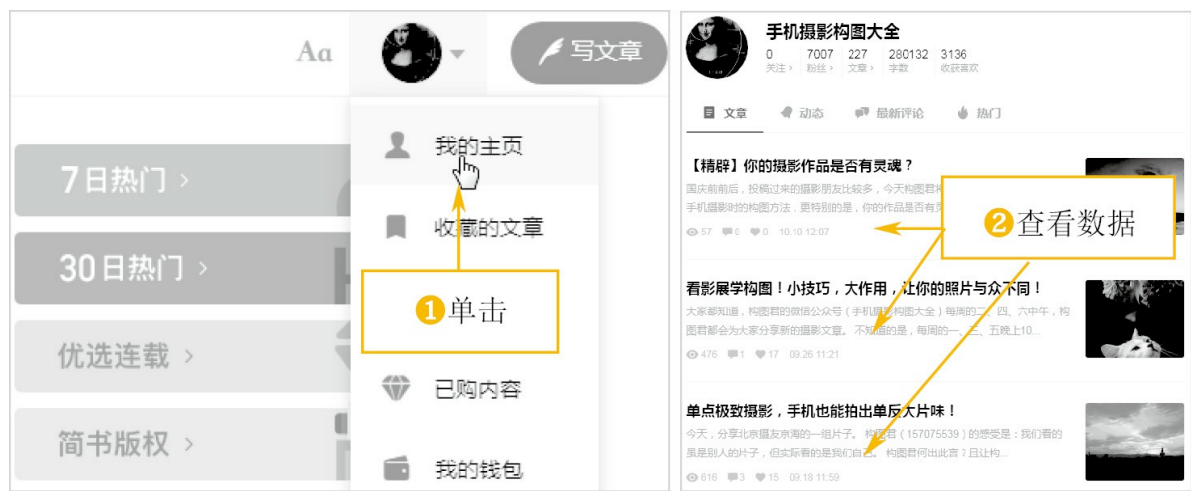 Aa
写文章
我的主页
7日热门 >
收藏的文章
30日热门 >
❶单击
优选连载 >
已购内容
简书版权 >
我的钱包
手机摄影构图大全
0 7007 227 280132 3136
关注 > 粉丝 > 文章 > 字数 收获喜欢
文章 动态 最新评论 热门
【精辟】你的摄影作品是否有灵魂？
国庆前前后，投稿过来的摄影朋友比较多，今天构图君将
手机摄影时的构图方法，更特别的是，你的作品是否有灵
57 0 0 10.10 12:07
❷查看数据
看影展学构图！小技巧，大作用，让你的照片与众不同！
大家都知道，构图君的微信公众号（手机摄影构图大全）每周的二、四、六中午，构
图君都会为大家分享新的摄影文章。不知道的是，每周的一、三、五晚上10...
476 1 17 09.26 11:21
单点极致摄影，手机也能拍出单反大片味！
今天，分享北京摄友京海的一组片子。 构图君（157075539）的感受是：我们看的
虽是别人的片子，但实际看的是我们自己。 构图君何出此言？且让构...
616 3 15 09.18 11:59